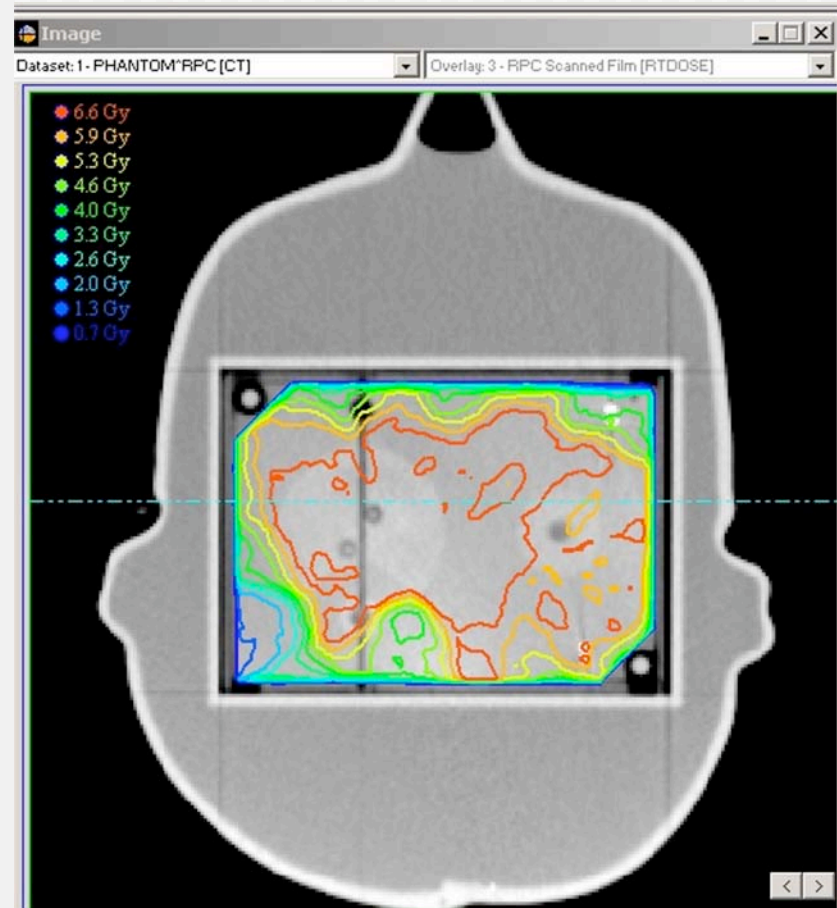 Image
Dataset: 1 - PHANTOM^RPC [CT] Overlay: 3 - RPC Scanned Film [RTDOSE]
6.6 Gy
5.9 Gy
5.3 Gy
4.6 Gy
4.0 Gy
3.3 Gy
2.6 Gy
2.0 Gy
1.3 Gy
0.7 Gy